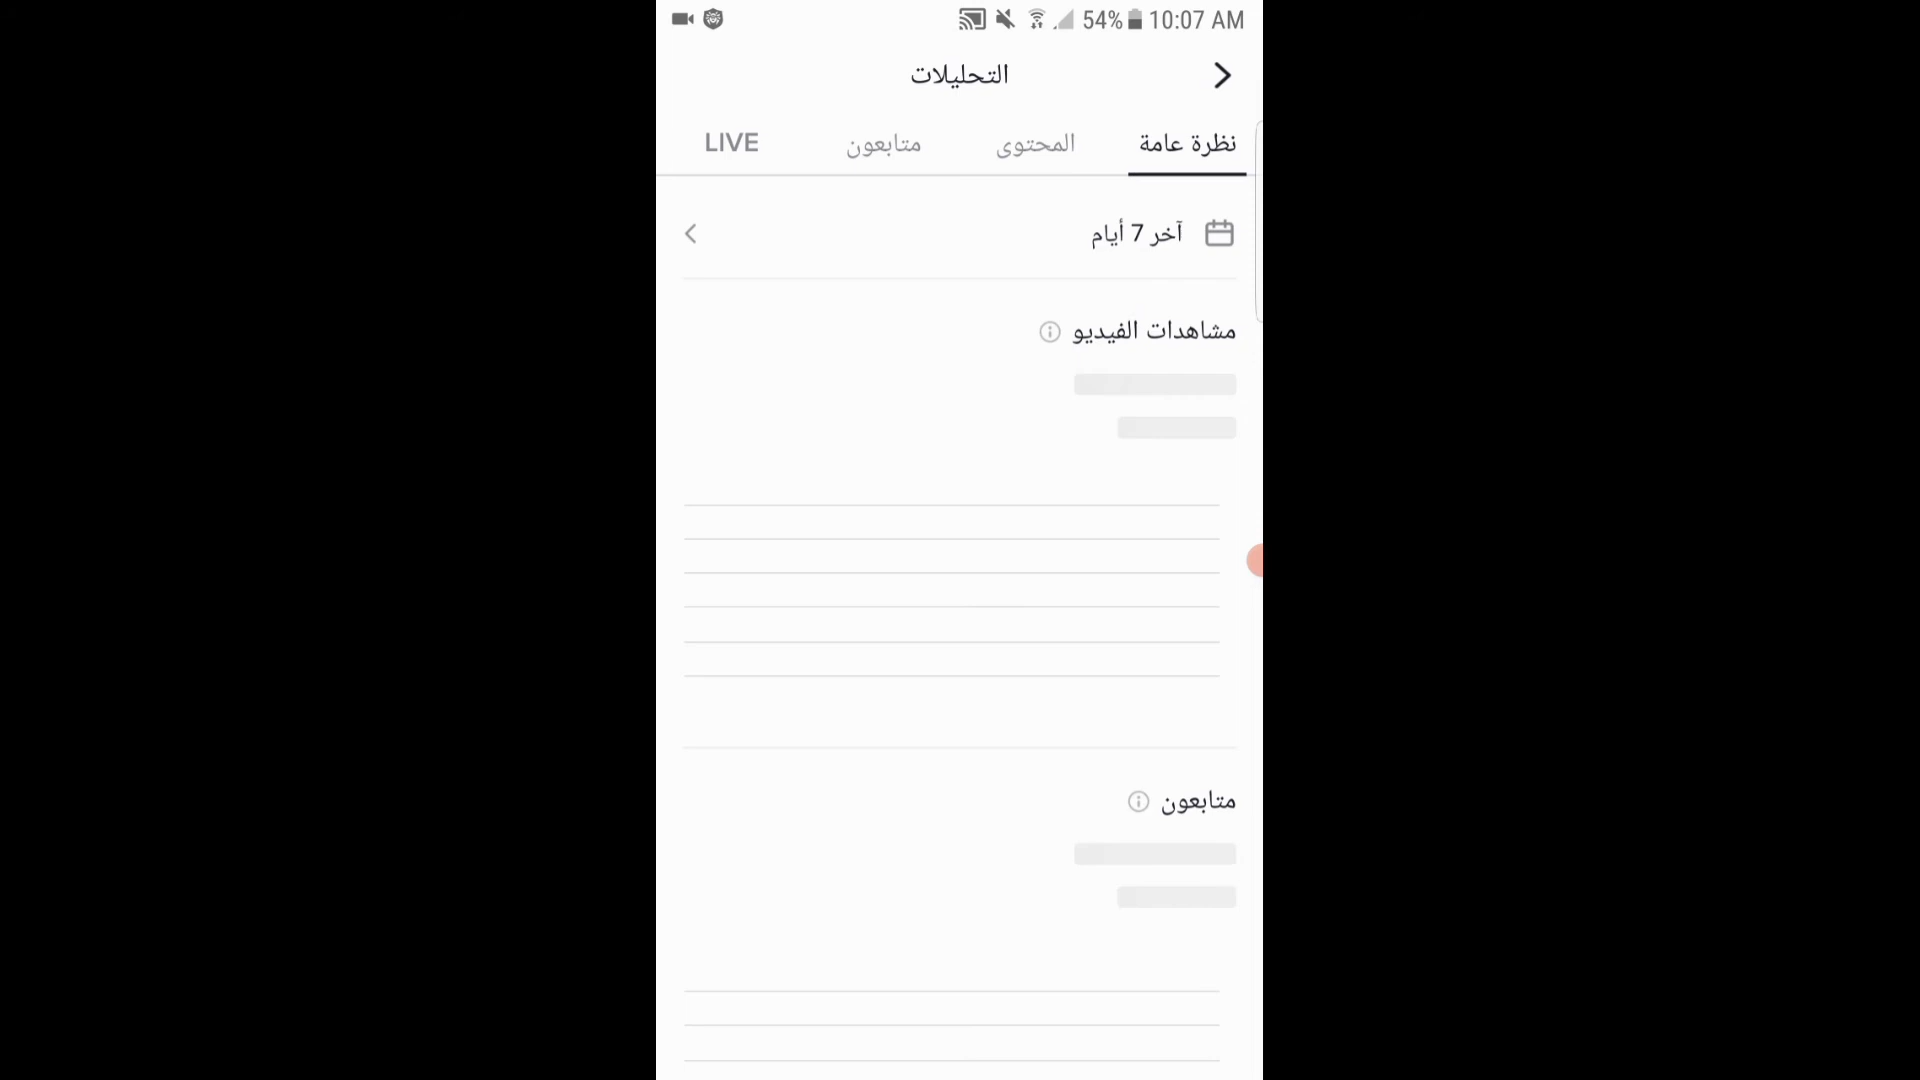 54% 10:07 AM
التحليلات
نظرة عامة
المحتوى
متابعون
LIVE
آخر 7 أيام
مشاهدات الفيديو
متابعون